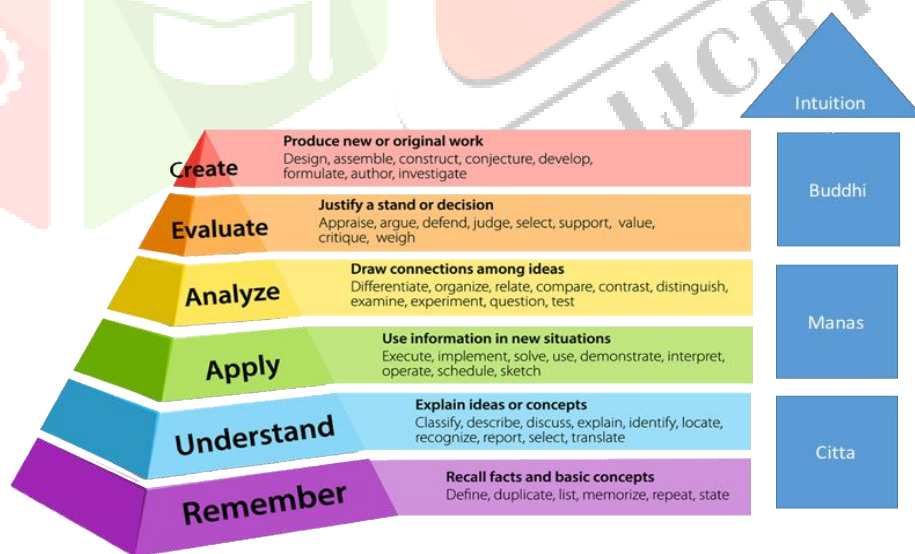 IJCRT
Intuition
Create
Produce new or original work
Design, assemble, construct, conjecture, develop,
formulate, author, investigate
Buddhi
Evaluate
Justify a stand or decision
Appraise, argue, defend, judge, select, support, value,
critique, weigh
Analyze
Draw connections among ideas
Differentiate, organize, relate, compare, contrast, distinguish,
examine, experiment, question, test
Manas
Apply
Use information in new situations
Execute, implement, solve, use, demonstrate, interpret,
operate, schedule, sketch
Understand
Explain ideas or concepts
Classify, describe, discuss, explain, identify, locate,
recognize, report, select, translate
Citta
Remember
Recall facts and basic concepts
Define, duplicate, list, memorize, repeat, state